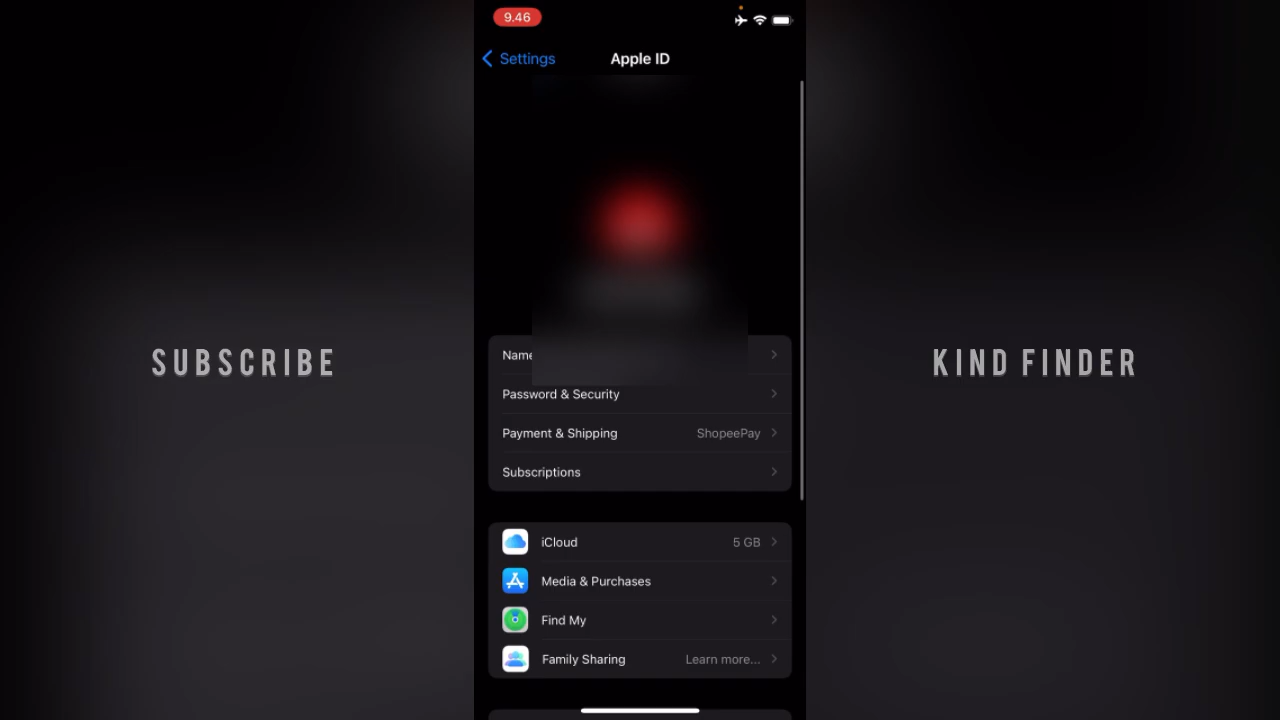 9.46
Settings
Apple ID
Name
Password & Security
Payment & Shipping ShopeePay
Subscriptions
SUBSCRIBE
KIND FINDER
iCloud 5 GB
Media & Purchases
Find My
Family Sharing Learn more...